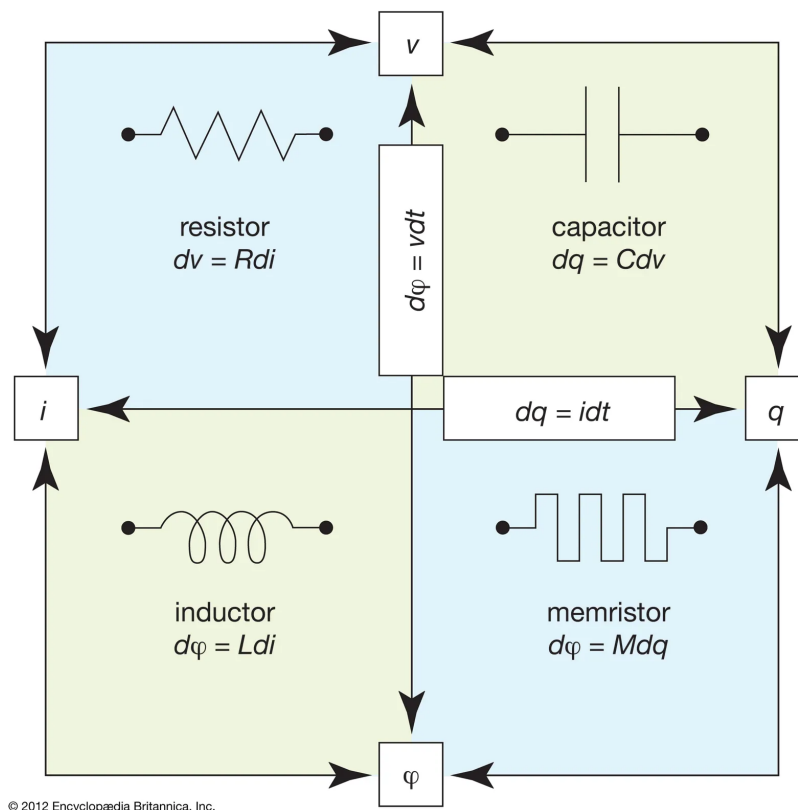 v
resistor
dv = Rdi
capacitor
dq = Cdv
dφ = vdt
i
dq = idt
q
inductor
dφ = Ldi
memristor
dφ = Mdq
φ
© 2012 Encyclopædia Britannica, Inc.